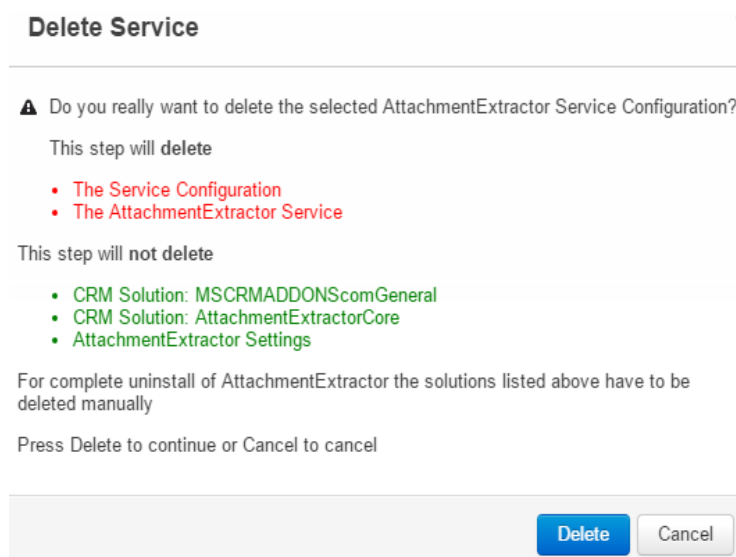 Delete Service
Do you really want to delete the selected AttachmentExtractor Service Configuration?
This step will delete
• The Service Configuration
• The AttachmentExtractor Service
This step will not delete
• CRM Solution: MSCRMADDONScomGeneral
• CRM Solution: AttachmentExtractorCore
• AttachmentExtractor Settings
For complete uninstall of AttachmentExtractor the solutions listed above have to be
deleted manually
Press Delete to continue or Cancel to cancel
Delete Cancel